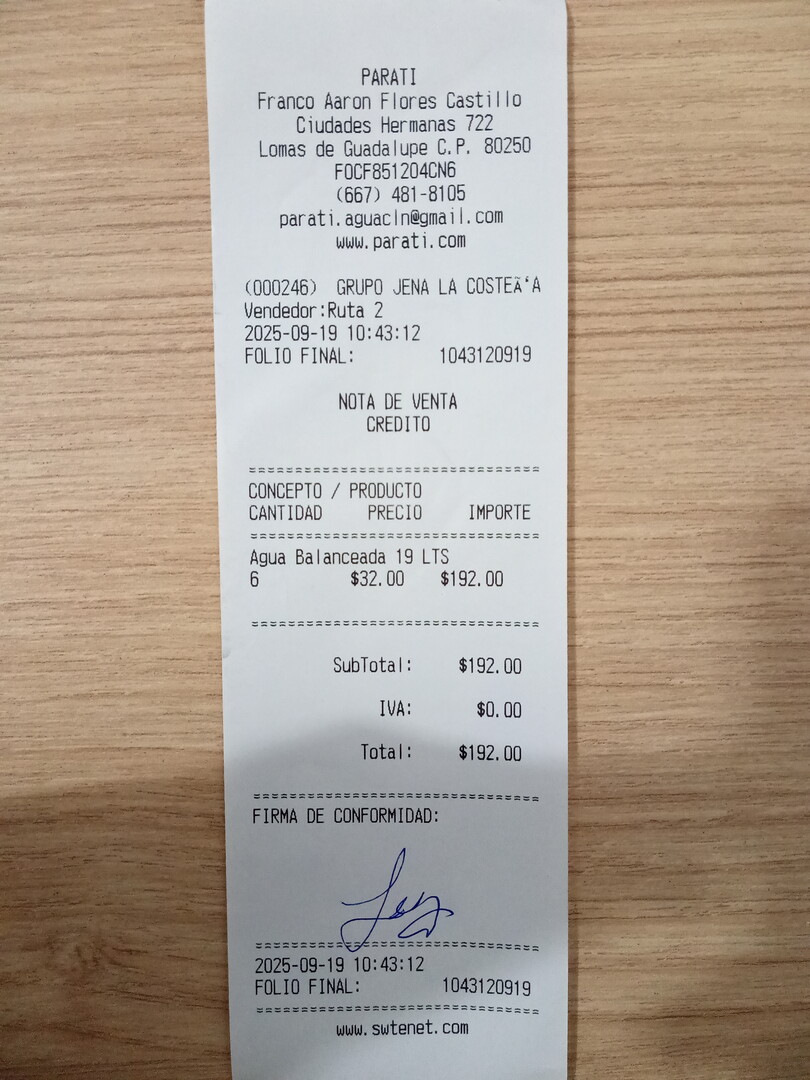 PARATI
Franco Aaron Flores Castillo
Ciudades Hermanas 722
Lomas de Guadalupe C.P. 80250
FOCF851204CN6
(667) 481-8105
parati.aguacln@gmail.com
www.parati.com
(000246) GRUPO JENA LA COSTEÃ‘A
Vendedor:Ruta 2
2025-09-19 10:43:12
FOLIO FINAL: 1043120919
NOTA DE VENTA
CREDITO
CONCEPTO / PRODUCTO
CANTIDAD PRECIO IMPORTE
Agua Balanceada 19 LTS
6 $32.00 $192.00
SubTotal: $192.00
IVA: $0.00
Total: $192.00
FIRMA DE CONFORMIDAD:
2025-09-19 10:43:12
FOLIO FINAL: 1043120919
www.swtenet.com